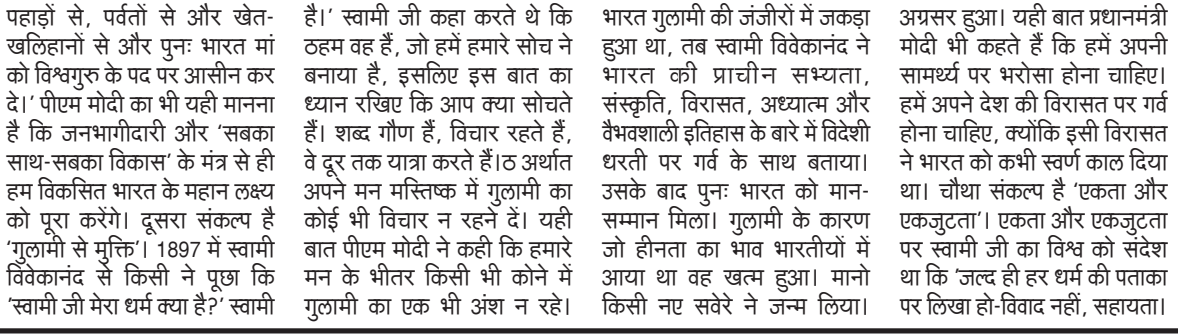 पहाड़ों से, पर्वतों से और खेत-
खलिहानों से और पुनः भारत मां
को विश्वगुरु के पद पर आसीन कर
दे।' पीएम मोदी का भी यही मानना
है कि जनभागीदारी और 'सबका
साथ-सबका विकास' के मंत्र से ही
हम विकसित भारत के महान लक्ष्य
को पूरा करेंगे। दूसरा संकल्प है
'गुलामी से मुक्ति'। 1897 में स्वामी
विवेकानंद से किसी ने पूछा कि
'स्वामी जी मेरा धर्म क्या है?' स्वामी
है।' स्वामी जी कहा करते थे कि
ठहम वह हैं, जो हमें हमारे सोच ने
बनाया है, इसलिए इस बात का
ध्यान रखिए कि आप क्या सोचते
हैं। शब्द गौण हैं, विचार रहते हैं,
वे दूर तक यात्रा करते हैं।ठ अर्थात
अपने मन मस्तिष्क में गुलामी का
कोई भी विचार न रहने दें। यही
बात पीएम मोदी ने कही कि हमारे
मन के भीतर किसी भी कोने में
गुलामी का एक भी अंश न रहे।
भारत गुलामी की जंजीरों में जकड़ा
हुआ था, तब स्वामी विवेकानंद ने
भारत की प्राचीन सभ्यता,
संस्कृति, विरासत, अध्यात्म और
वैभवशाली इतिहास के बारे में विदेशी
धरती पर गर्व के साथ बताया।
उसके बाद पुनः भारत को मान-
सम्मान मिला। गुलामी के कारण
जो हीनता का भाव भारतीयों में
आया था वह खत्म हुआ। मानो
किसी नए सवेरे ने जन्म लिया।
अग्रसर हुआ। यही बात प्रधानमंत्री
मोदी भी कहते हैं कि हमें अपनी
सामर्थ्य पर भरोसा होना चाहिए।
हमें अपने देश की विरासत पर गर्व
होना चाहिए, क्योंकि इसी विरासत
ने भारत को कभी स्वर्ण काल दिया
था। चौथा संकल्प है 'एकता और
एकजुटता'। एकता और एकजुटता
पर स्वामी जी का विश्व को संदेश
था कि 'जल्द ही हर धर्म की पताका
पर लिखा हो-विवाद नहीं, सहायता।